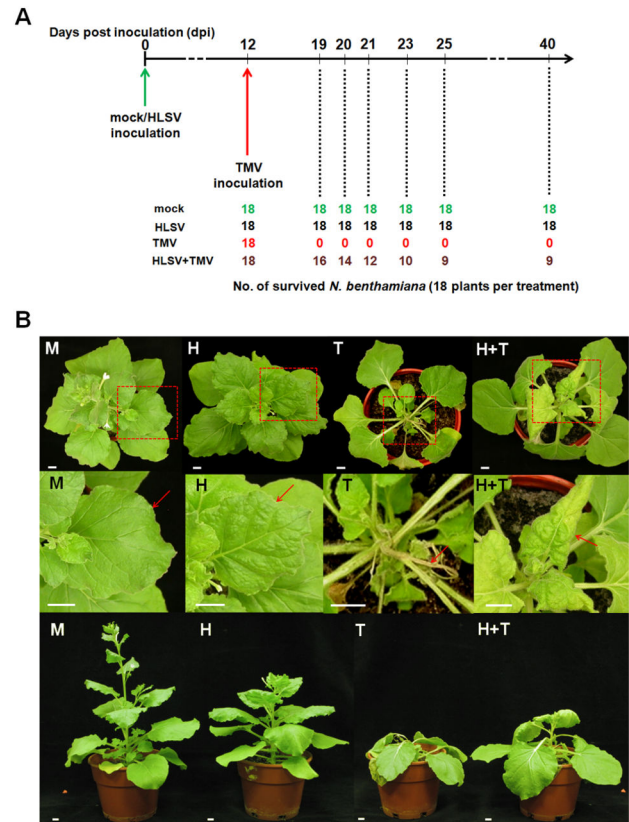 A
Days post inoculation (dpi)
0 12 19 20 21 23 25 40
mock/HLSV
inoculation
TMV
inoculation
mock 18 18 18 18 18 18 18
HLSV 18 18 18 18 18 18 18
TMV 18 0 0 0 0 0 0
HLSV+TMV 18 16 14 12 10 9 9
No. of survived N. benthamiana (18 plants per treatment)
B
M H T H+T
M H T H+T
M H T H+T